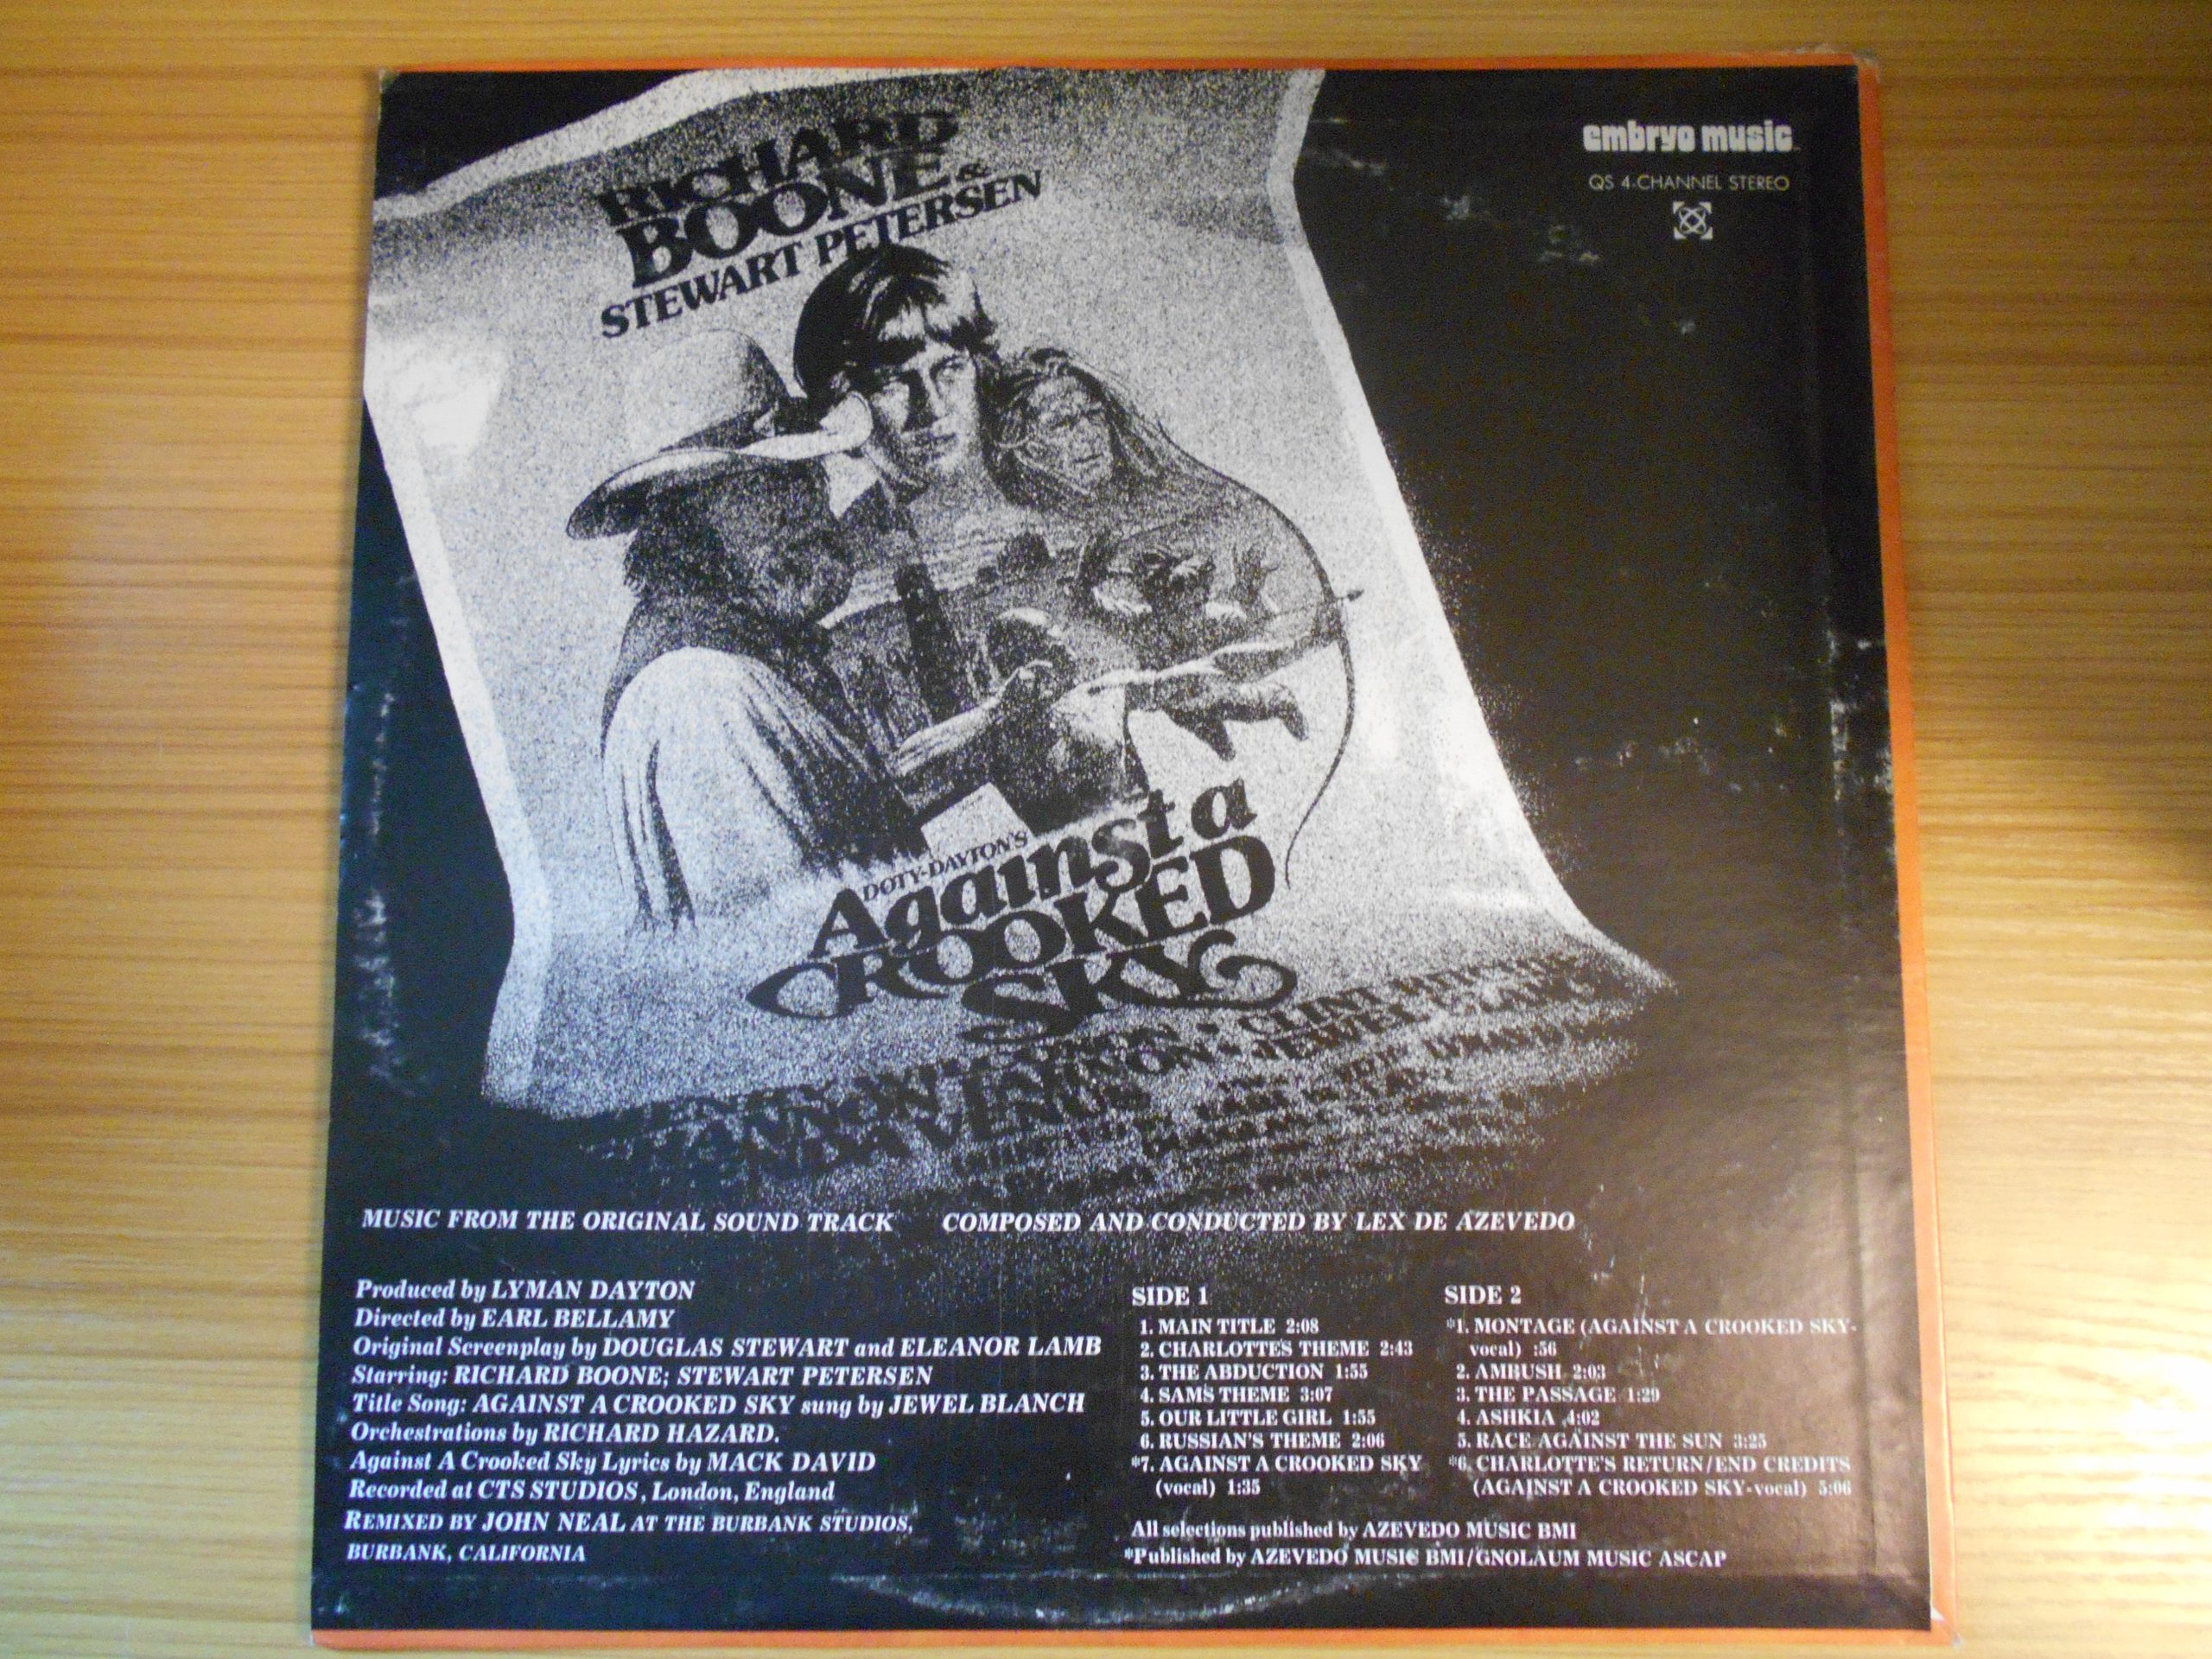 embryo music
QS 4-CHANNEL STEREO
RICHARD
BOONE &
STEWART PETERSEN
DOTY-DAYTON'S
Against a
CROOKED
SKY
CLINT
JEWEL BLANCH
VERNON
MUSIC FROM THE ORIGINAL SOUND TRACK COMPOSED AND CONDUCTED BY LEX DE AZEVEDO
Produced by LYMAN DAYTON
Directed by EARL BELLAMY
Original Screenplay by DOUGLAS STEWART and ELEANOR LAMB
Starring: RICHARD BOONE; STEWART PETERSEN
Title Song: AGAINST A CROOKED SKY sung by JEWEL BLANCH
Orchestrations by RICHARD HAZARD.
Against A Crooked Sky Lyrics by MACK DAVID
Recorded at CTS STUDIOS, London, England
REMIXED BY JOHN NEAL AT THE BURBANK STUDIOS,
BURBANK, CALIFORNIA
SIDE 1
1. MAIN TITLE 2:08
2. CHARLOTTE'S THEME 2:43
3. THE ABDUCTION 1:55
4. SAM'S THEME 3:07
5. OUR LITTLE GIRL 1:55
6. RUSSIAN'S THEME 2:06
*7. AGAINST A CROOKED SKY
(vocal) 1:35
SIDE 2
*1. MONTAGE (AGAINST A CROOKED SKY-
vocal) :56
2. AMBUSH 2:03
3. THE PASSAGE 1:29
4. ASHKIA 4:02
5. RACE AGAINST THE SUN 3:25
*6. CHARLOTTE'S RETURN/END CREDITS
(AGAINST A CROOKED SKY-vocal) 5:06
All selections published by AZEVEDO MUSIC BMI
*Published by AZEVEDO MUSIC BMI/GNOLAUM MUSIC ASCAP